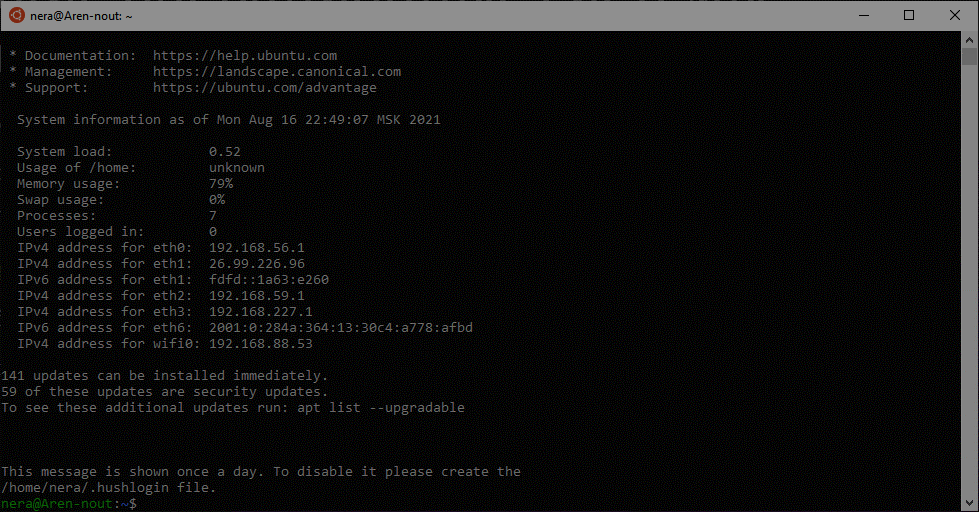 nera@Aren-nout: ~
* Documentation:  https://help.ubuntu.com
* Management:     https://landscape.canonical.com
* Support:        https://ubuntu.com/advantage
System information as of Mon Aug 16 22:49:07 MSK 2021
System load:            0.52
Usage of /home:         unknown
Memory usage:           79%
Swap usage:             0%
Processes:              7
Users logged in:        0
IPv4 address for eth0:  192.168.56.1
IPv4 address for eth1:  26.99.226.96
IPv6 address for eth1:  fdfd::1a63:e260
IPv4 address for eth2:  192.168.59.1
IPv4 address for eth3:  192.168.227.1
IPv6 address for eth6:  2001:0:284a:364:13:30c4:a778:afbd
IPv4 address for wifi0: 192.168.88.53
141 updates can be installed immediately.
59 of these updates are security updates.
To see these additional updates run: apt list --upgradable
This message is shown once a day. To disable it please create the
/home/nera/.hushlogin file.
nera@Aren-nout:~$